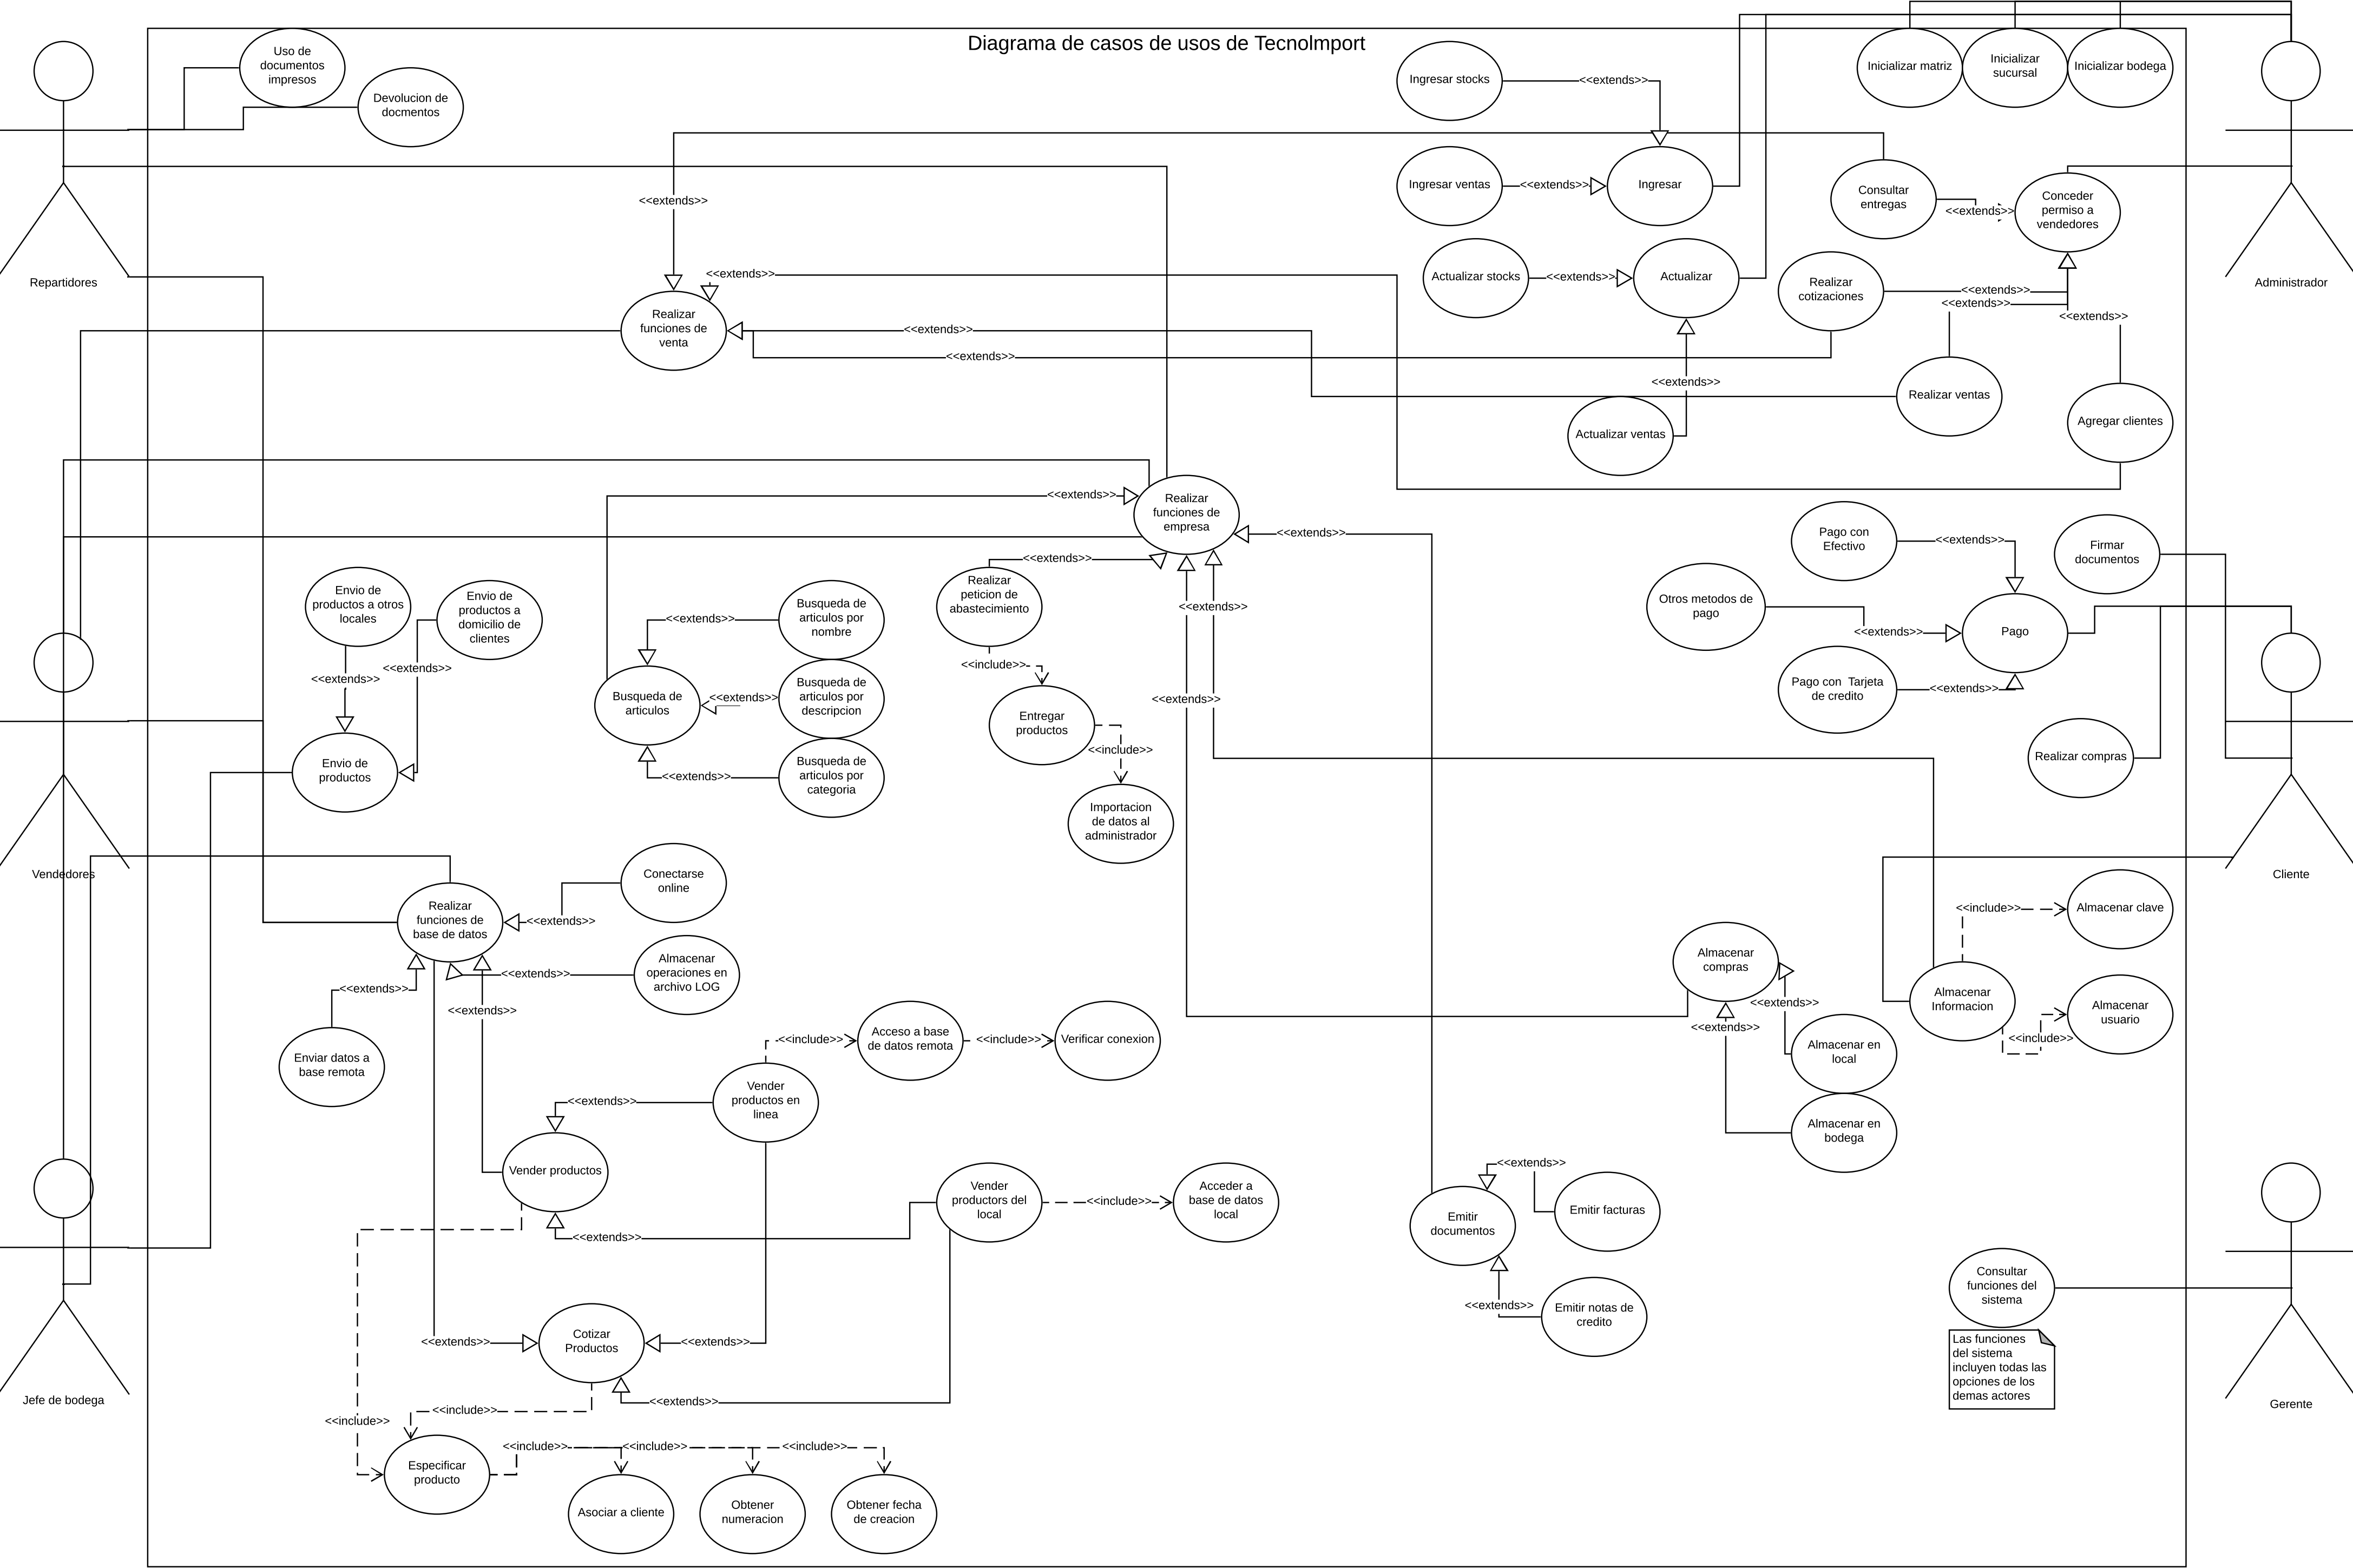 Diagrama de casos de usos de TecnoImport
Uso de
documentos
impresos
Devolucion de
docmentos
Repartidores
Ingresar stocks
<<extends>>
Ingresar ventas
<<extends>>
Ingresar
Actualizar stocks
<<extends>>
Actualizar
<<extends>>
Actualizar ventas
Inicializar matriz
Inicializar
sucursal
Inicializar bodega
Consultar
entregas
<<extends>>
Conceder
permiso a
vendedores
Administrador
Realizar
cotizaciones
<<extends>>
<<extends>>
<<extends>>
Realizar ventas
Agregar clientes
<<extends>>
<<extends>>
Realizar
funciones de
venta
<<extends>>
<<extends>>
<<extends>>
Realizar
funciones de
empresa
<<extends>>
<<extends>>
<<extends>>
<<extends>>
Envio de
productos a otros
locales
Envio de
productos a
domicilio de
clientes
<<extends>>
<<extends>>
Envio de
productos
Vendedores
Busqueda de
articulos por
nombre
<<extends>>
Busqueda de
articulos
<<extends>>
Busqueda de
articulos por
descripcion
<<extends>>
Busqueda de
articulos por
categoria
Realizar
peticion de
abastecimiento
<<include>>
Entregar
productos
<<include>>
Importacion
de datos al
administrador
Pago con
Efectivo
<<extends>>
Firmar
documentos
Otros metodos de
pago
<<extends>>
Pago
Pago con  Tarjeta
de credito
<<extends>>
Realizar compras
Cliente
Realizar
funciones de
base de datos
Conectarse
online
<<extends>>
Almacenar
operaciones en
archivo LOG
<<extends>>
<<extends>>
<<extends>>
Enviar datos a
base remota
<<include>>
Acceso a base
de datos remota
<<include>>
Verificar conexion
Vender
productos en
linea
<<extends>>
Vender productos
<<extends>>
Vender
productors del
local
<<include>>
Acceder a
base de datos
local
<<extends>>
Cotizar
Productos
<<extends>>
<<extends>>
<<include>>
<<include>>
Especificar
producto
<<include>>
<<include>>
<<include>>
Asociar a cliente
Obtener
numeracion
Obtener fecha
de creacion
Jefe de bodega
Almacenar
compras
<<extends>>
<<extends>>
Almacenar en
local
Almacenar en
bodega
<<include>>
Almacenar clave
Almacenar
Informacion
<<include>>
Almacenar
usuario
<<extends>>
Emitir
documentos
Emitir facturas
<<extends>>
Emitir notas de
credito
Consultar
funciones del
sistema
Las funciones
del sistema
incluyen todas las
opciones de los
demas actores
Gerente